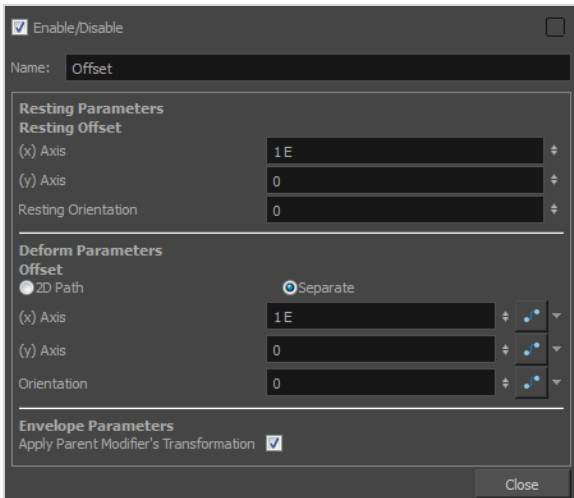 Enable/Disable
Name: Offset
Resting Parameters
Resting Offset
(x) Axis 1 E
(y) Axis 0
Resting Orientation 0
Deform Parameters
Offset
2D Path Separate
(x) Axis 1 E
(y) Axis 0
Orientation 0
Envelope Parameters
Apply Parent Modifier's Transformation
Close